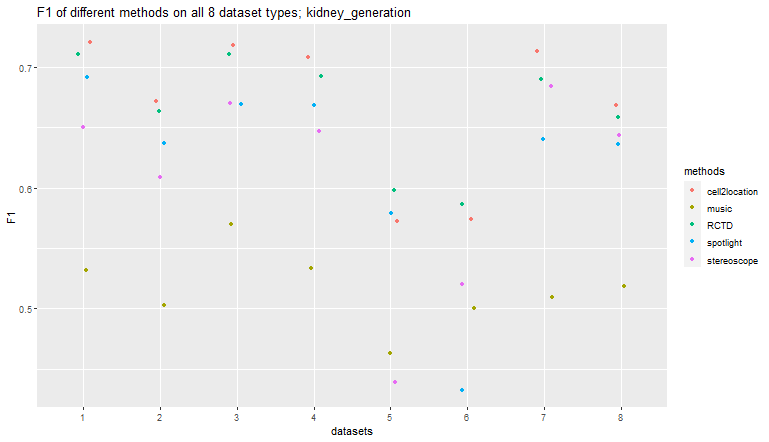 F1 of different methods on all 8 dataset types; kidney_generation
0.7
0.6
0.5
F1
1 2 3 4 5 6 7 8
datasets
methods
cell2location
music
RCTD
spotlight
stereoscope